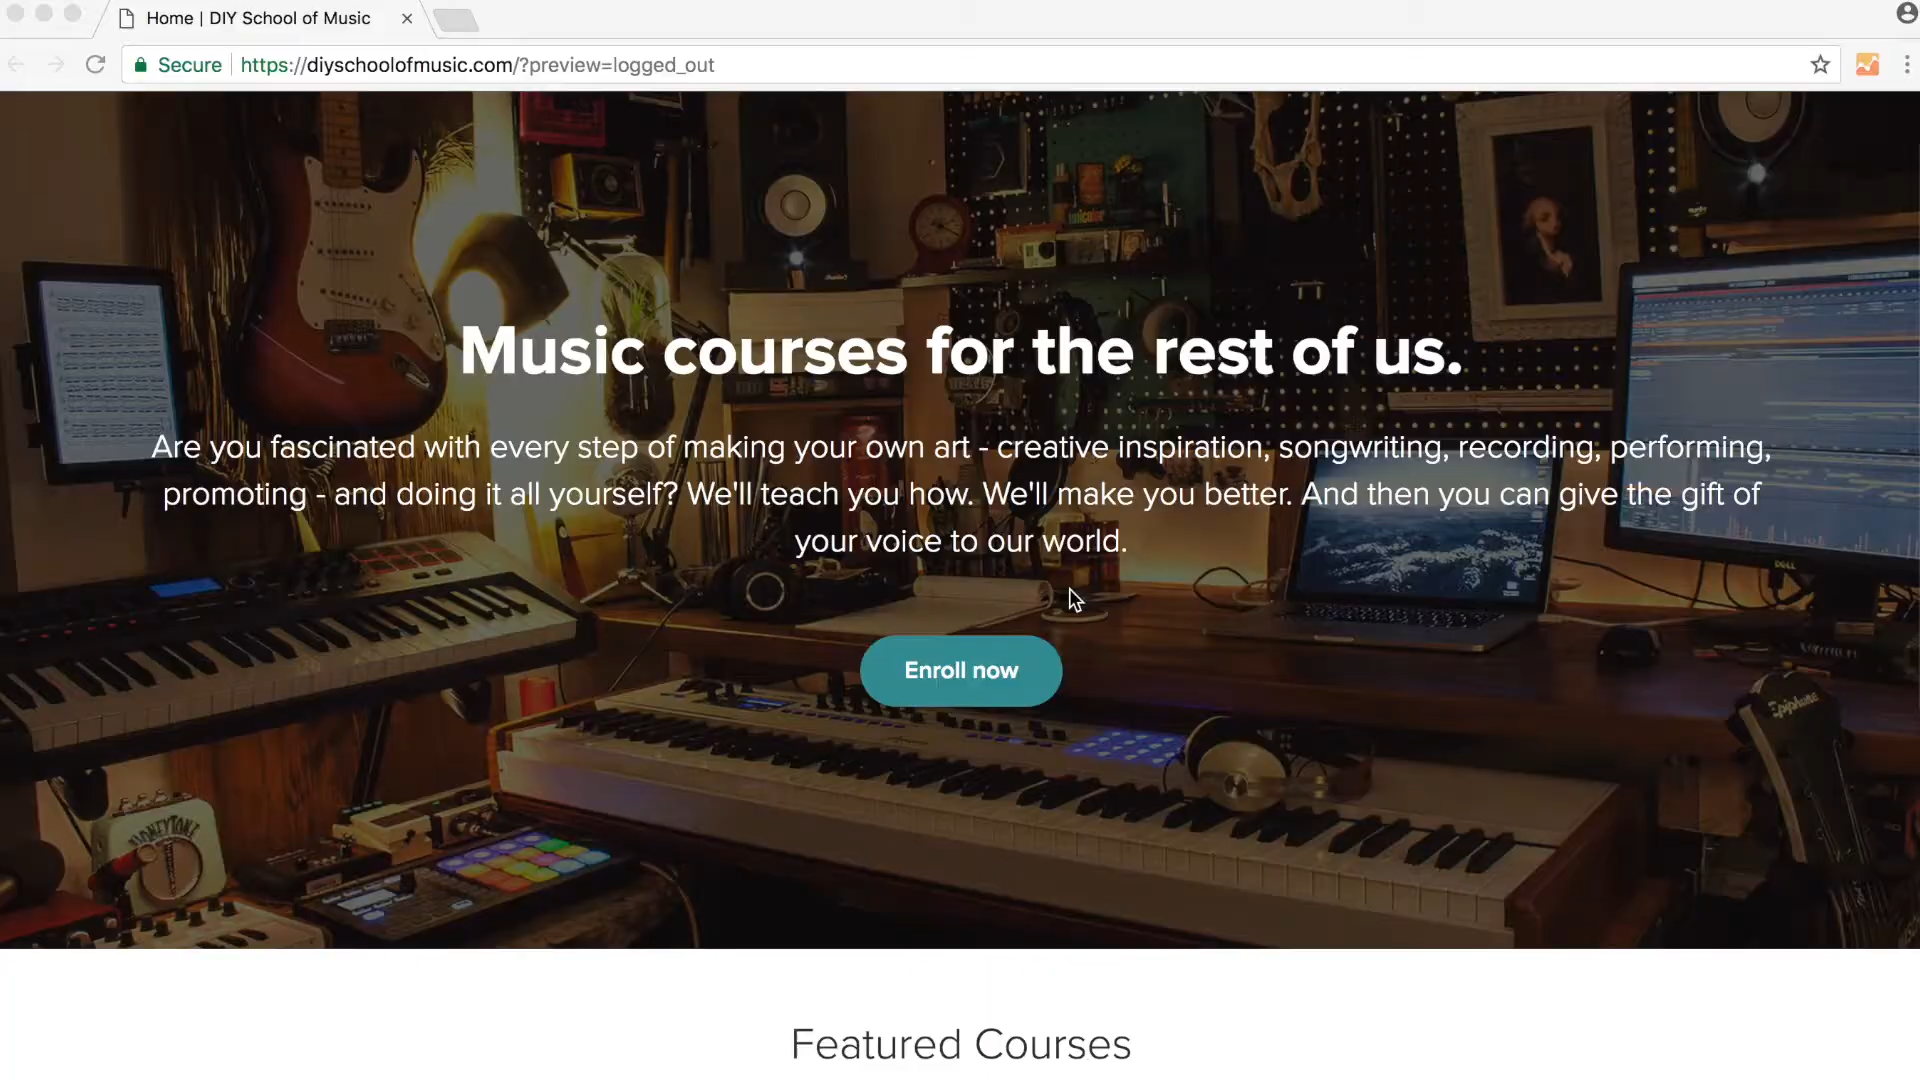 Home | DIY School of Music
Secure https://diyschoolofmusic.com/?preview=logged_out
Music courses for the rest of us.
Are you fascinated with every step of making your own art - creative inspiration, songwriting, recording, performing,
promoting - and doing it all yourself? We'll teach you how. We'll make you better. And then you can give the gift of
your voice to our world.
Enroll now
DELL
Epiphone
HONEYTONE
Featured Courses